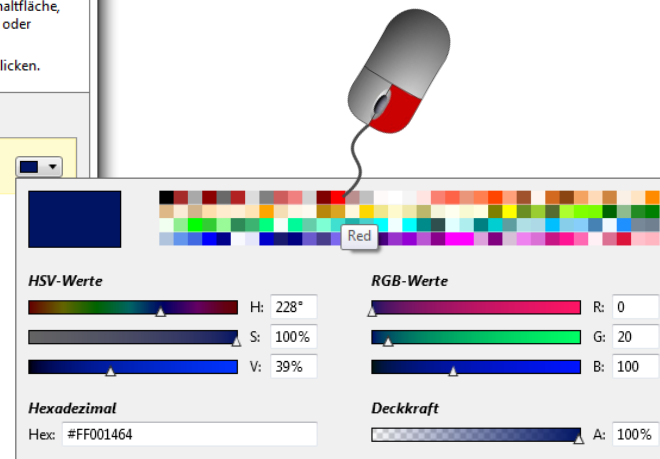 altfläche,
oder
licken.
Red
HSV-Werte
RGB-Werte
H: 228°
R: 0
S: 100%
G: 20
V: 39%
B: 100
Hexadezimal
Deckkraft
Hex: #FF001464
A: 100%